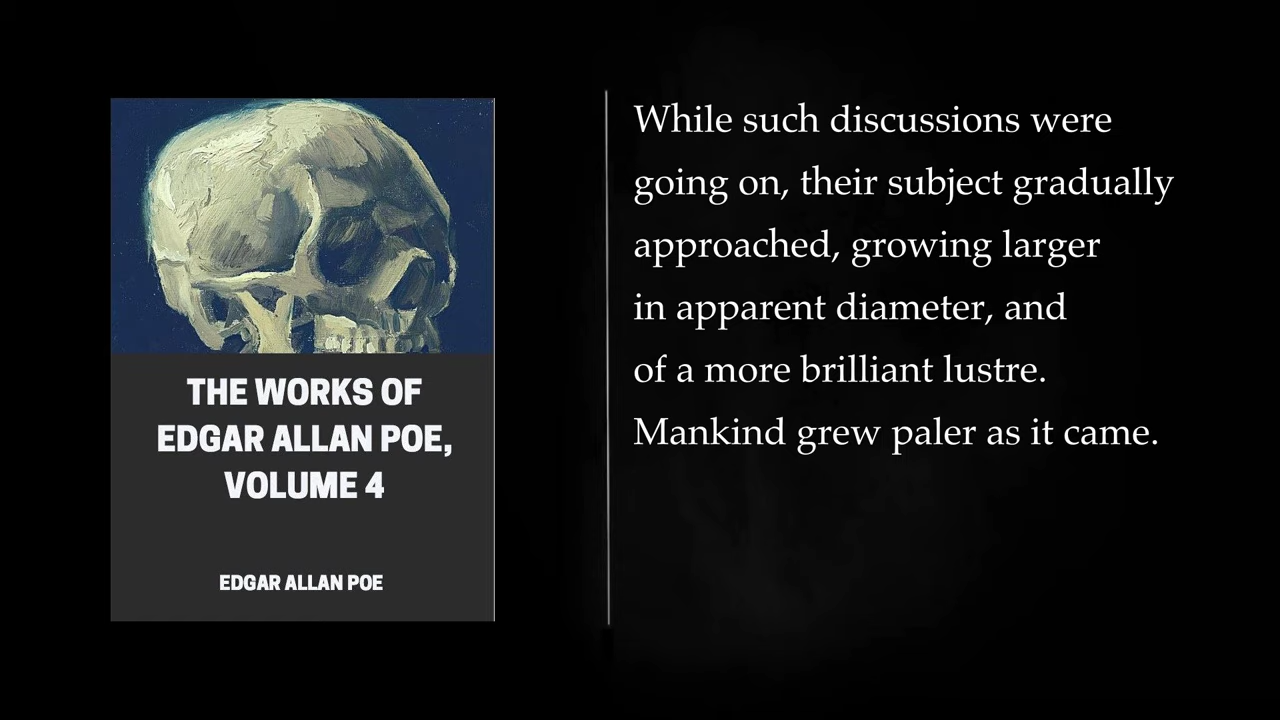 THE WORKS OF
EDGAR ALLAN POE,
VOLUME 4
EDGAR ALLAN POE
While such discussions were
going on, their subject gradually
approached, growing larger
in apparent diameter, and
of a more brilliant lustre.
Mankind grew paler as it came.